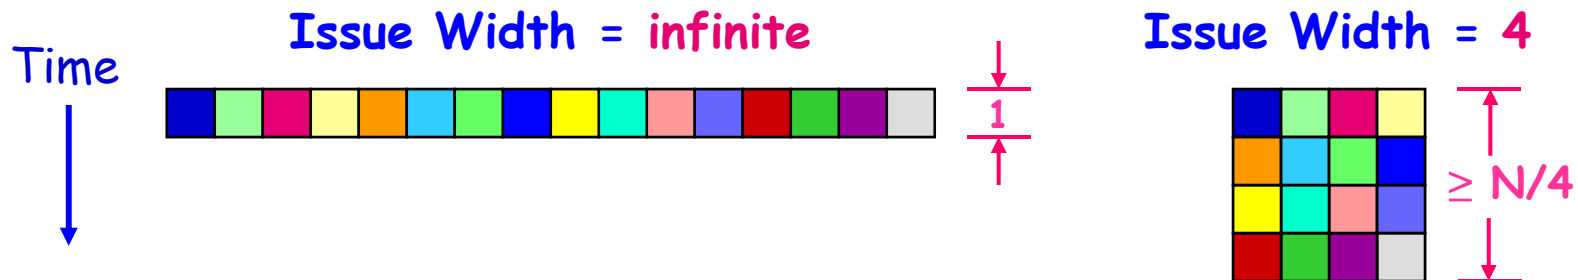 Issue Width = infinite
Issue Width = 4
Time
1
≥ N/4